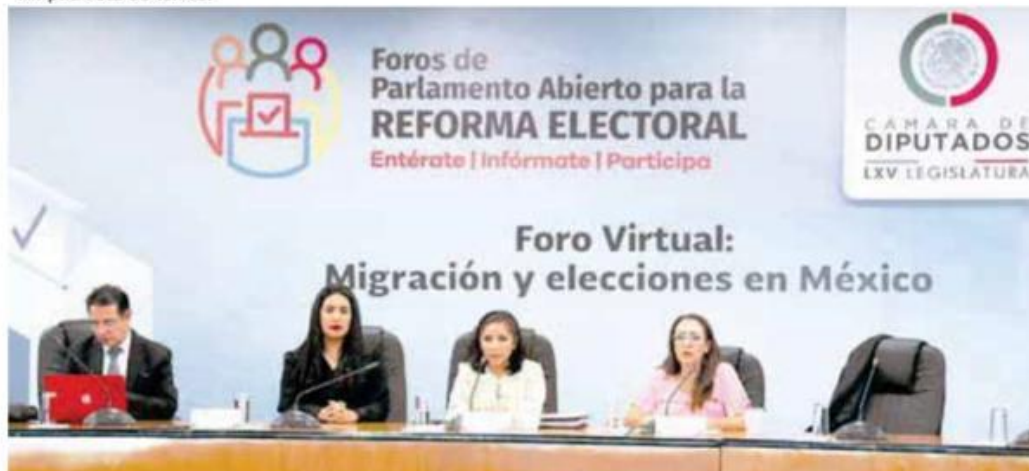 Foros de
Parlamento Abierto para la
REFORMA ELECTORAL
Entérate | Infórmate | Participa
CÁMARA DE
DIPUTADOS
LXV LEGISLATURA
Foro Virtual:
Migración y elecciones en México